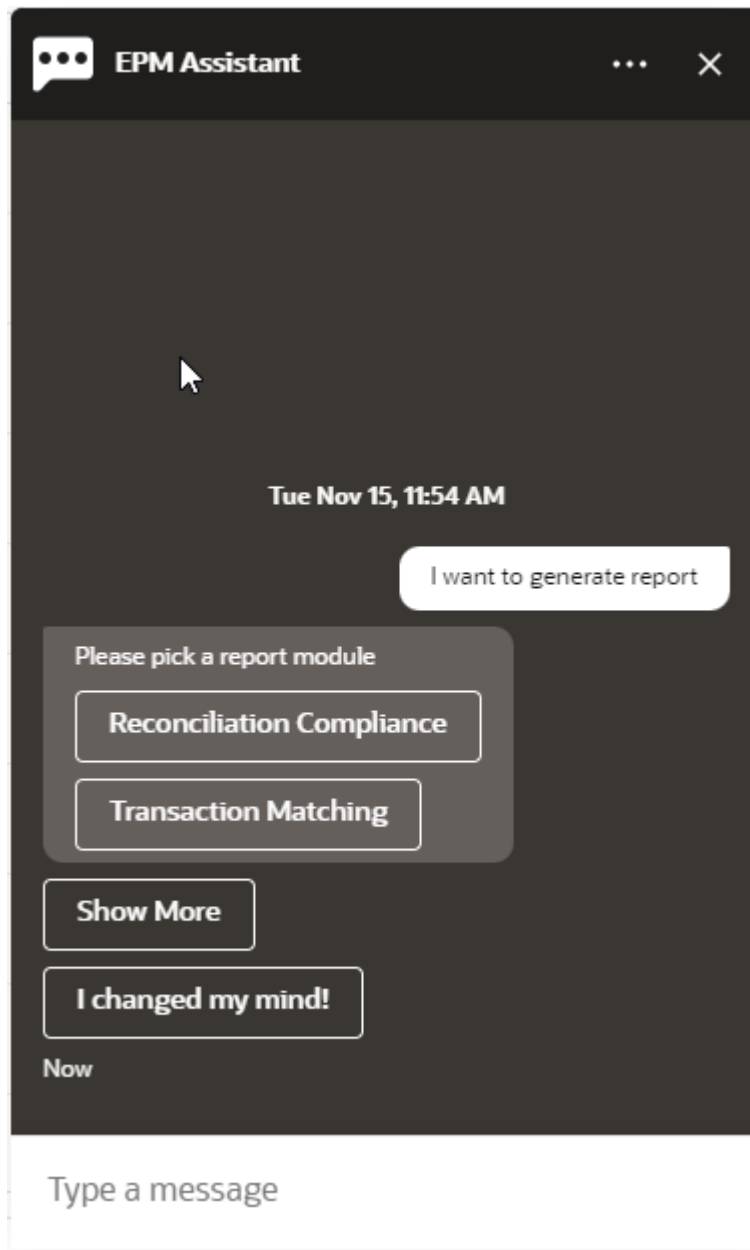 EPM Assistant
Tue Nov 15, 11:54 AM
I want to generate report
Please pick a report module
Reconciliation Compliance
Transaction Matching
Show More
I changed my mind!
Now
Type a message